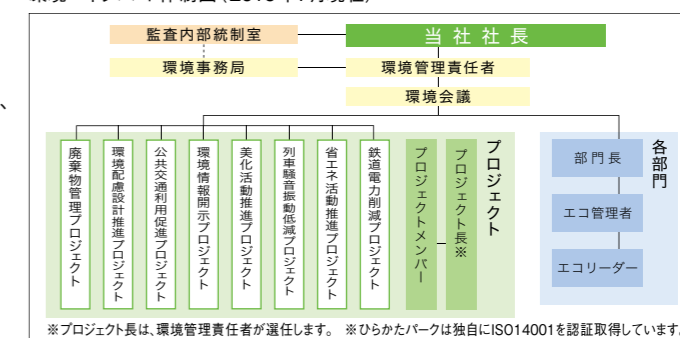 監査内部統制室
当社社長
環境事務局
環境管理責任者
環境会議
廃棄物管理プロジェクト
環境配慮設計推進プロジェクト
公共交通利用促進プロジェクト
環境情報開示プロジェクト
美化活動推進プロジェクト
列車騒音振動低減プロジェクト
省エネ活動推進プロジェクト
鉄道電力削減プロジェクト
プロジェクトメンバー
プロジェクト長※
プロジェクト
各部門
部門長
エコ管理者
エコリーダー
※プロジェクト長は、環境管理責任者が選任します。 ※ひらかたパークは独自にISO14001を認証取得しています。